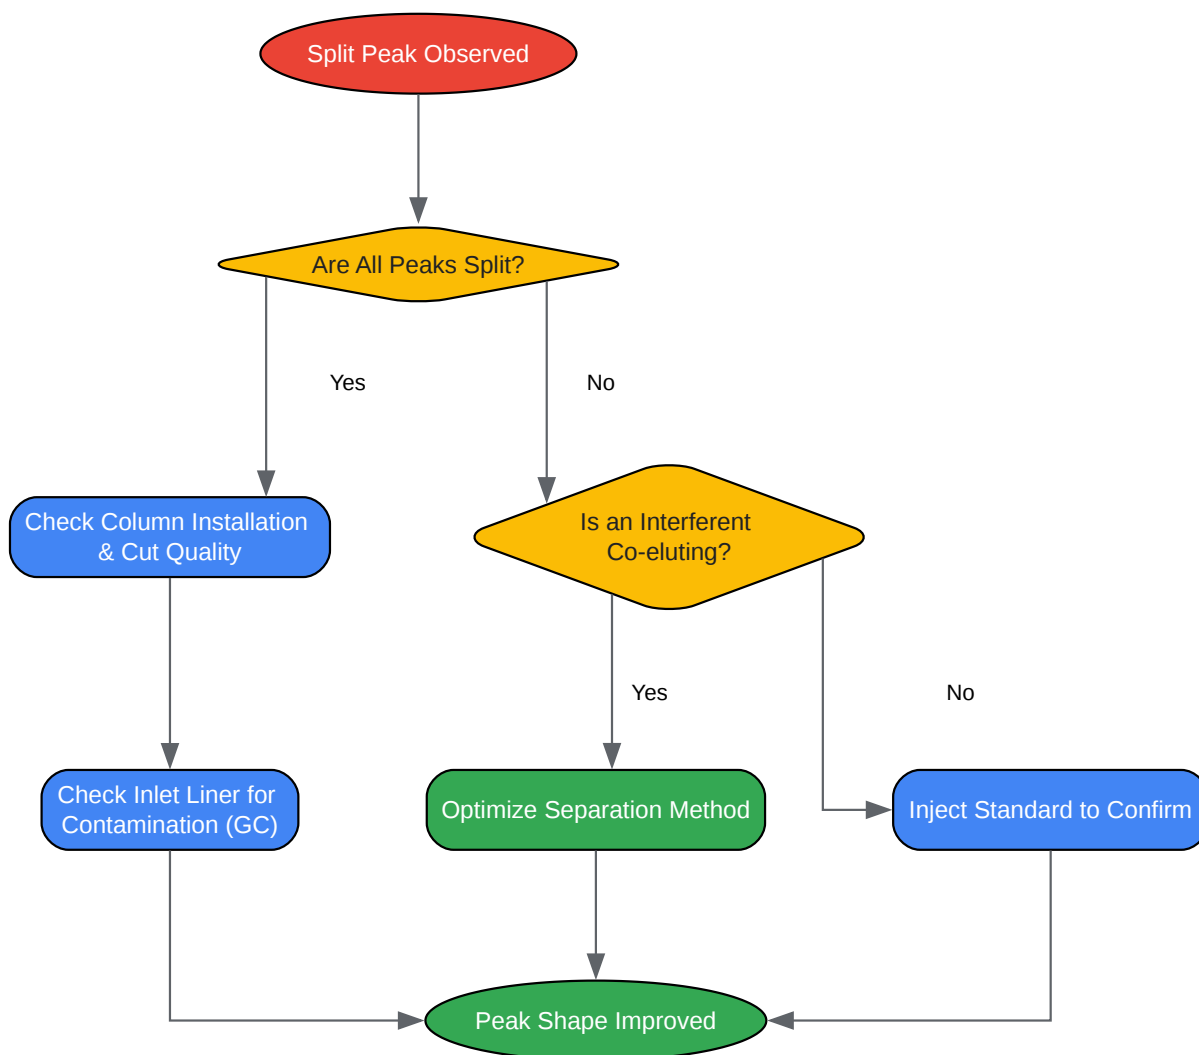 Split Peak Observed
Are All Peaks Split?
Yes
No
Check Column Installation
& Cut Quality
Is an Interferent
Co-eluting?
Yes
No
Check Inlet Liner for
Contamination (GC)
Optimize Separation Method
Inject Standard to Confirm
Peak Shape Improved